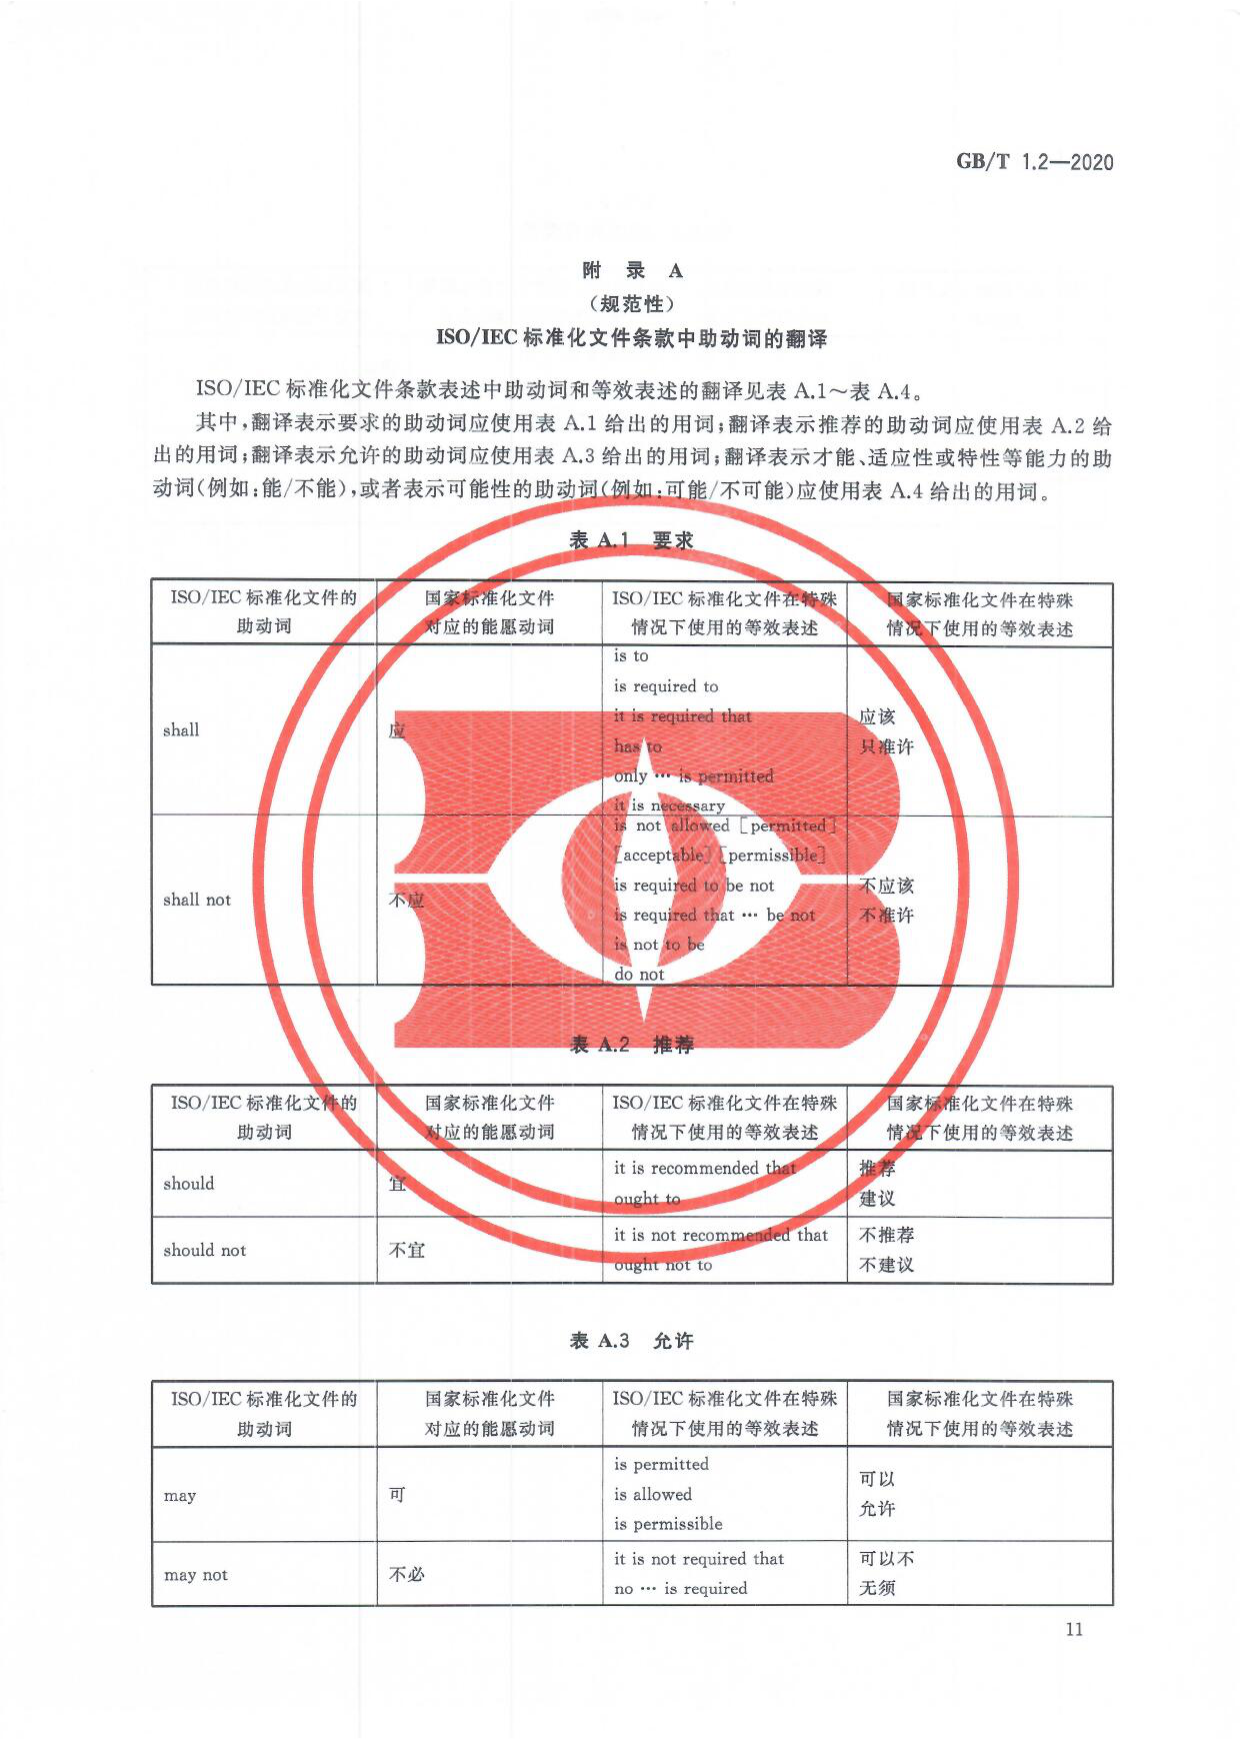 GB/T 1.2—2020
附 录 A
（规范性）
ISO/IEC 标准化文件条款中助动词的翻译
ISO/IEC 标准化文件条款表述中助动词和等效表述的翻译见表 A.1～表 A.4。
其中，翻译表示要求的助动词应使用表 A.1 给出的用词；翻译表示推荐的助动词应使用表 A.2 给
出的用词；翻译表示允许的助动词应使用表 A.3 给出的用词；翻译表示才能、适应性或特性等能力的助
动词（例如：能/不能），或者表示可能性的助动词（例如：可能/不可能）应使用表 A.4 给出的用词。
表 A.1 要求
ISO/IEC 标准化文件的
助动词
国家标准化文件
对应的能愿动词
ISO/IEC 标准化文件在特殊
情况下使用的等效表述
国家标准化文件在特殊
情况下使用的等效表述
shall
应
is to
is required to
it is required that
has to
only … is permitted
it is necessary
应该
只准许
shall not
不应
is not allowed［permitted］
［acceptable］［permissible］
is required to be not
is required that … be not
is not to be
do not
不应该
不准许
表 A.2 推荐
ISO/IEC 标准化文件的
助动词
国家标准化文件
对应的能愿动词
ISO/IEC 标准化文件在特殊
情况下使用的等效表述
国家标准化文件在特殊
情况下使用的等效表述
should
宜
it is recommended that
ought to
推荐
建议
should not
不宜
it is not recommended that
ought not to
不推荐
不建议
表 A.3 允许
ISO/IEC 标准化文件的
助动词
国家标准化文件
对应的能愿动词
ISO/IEC 标准化文件在特殊
情况下使用的等效表述
国家标准化文件在特殊
情况下使用的等效表述
may
可
is permitted
is allowed
is permissible
可以
允许
may not
不必
it is not required that
no … is required
可以不
无须
11